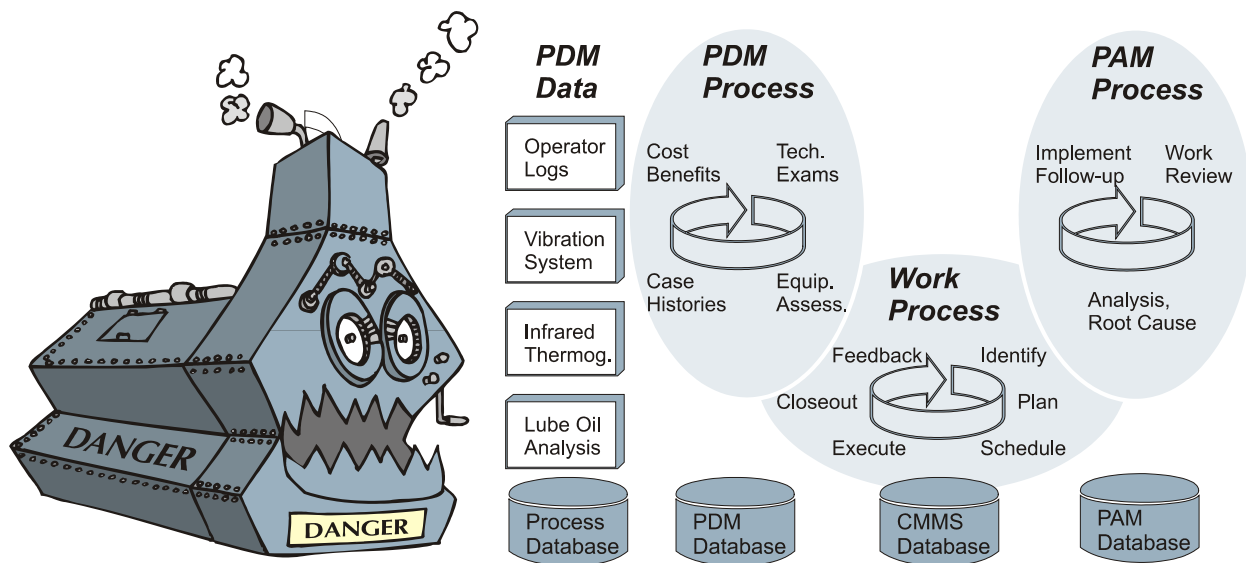 DANGER
DANGER
PDM
Data
Operator
Logs
Vibration
System
Infrared
Thermog.
Lube Oil
Analysis
Process
Database
PDM
Process
Cost
Benefits
Tech.
Exams
Case
Histories
Equip.
Assess.
PDM
Database
Work
Process
Feedback
Identify
Closeout
Plan
Execute
Schedule
CMMS
Database
PAM
Process
Implement
Follow-up
Work
Review
Analysis,
Root Cause
PAM
Database